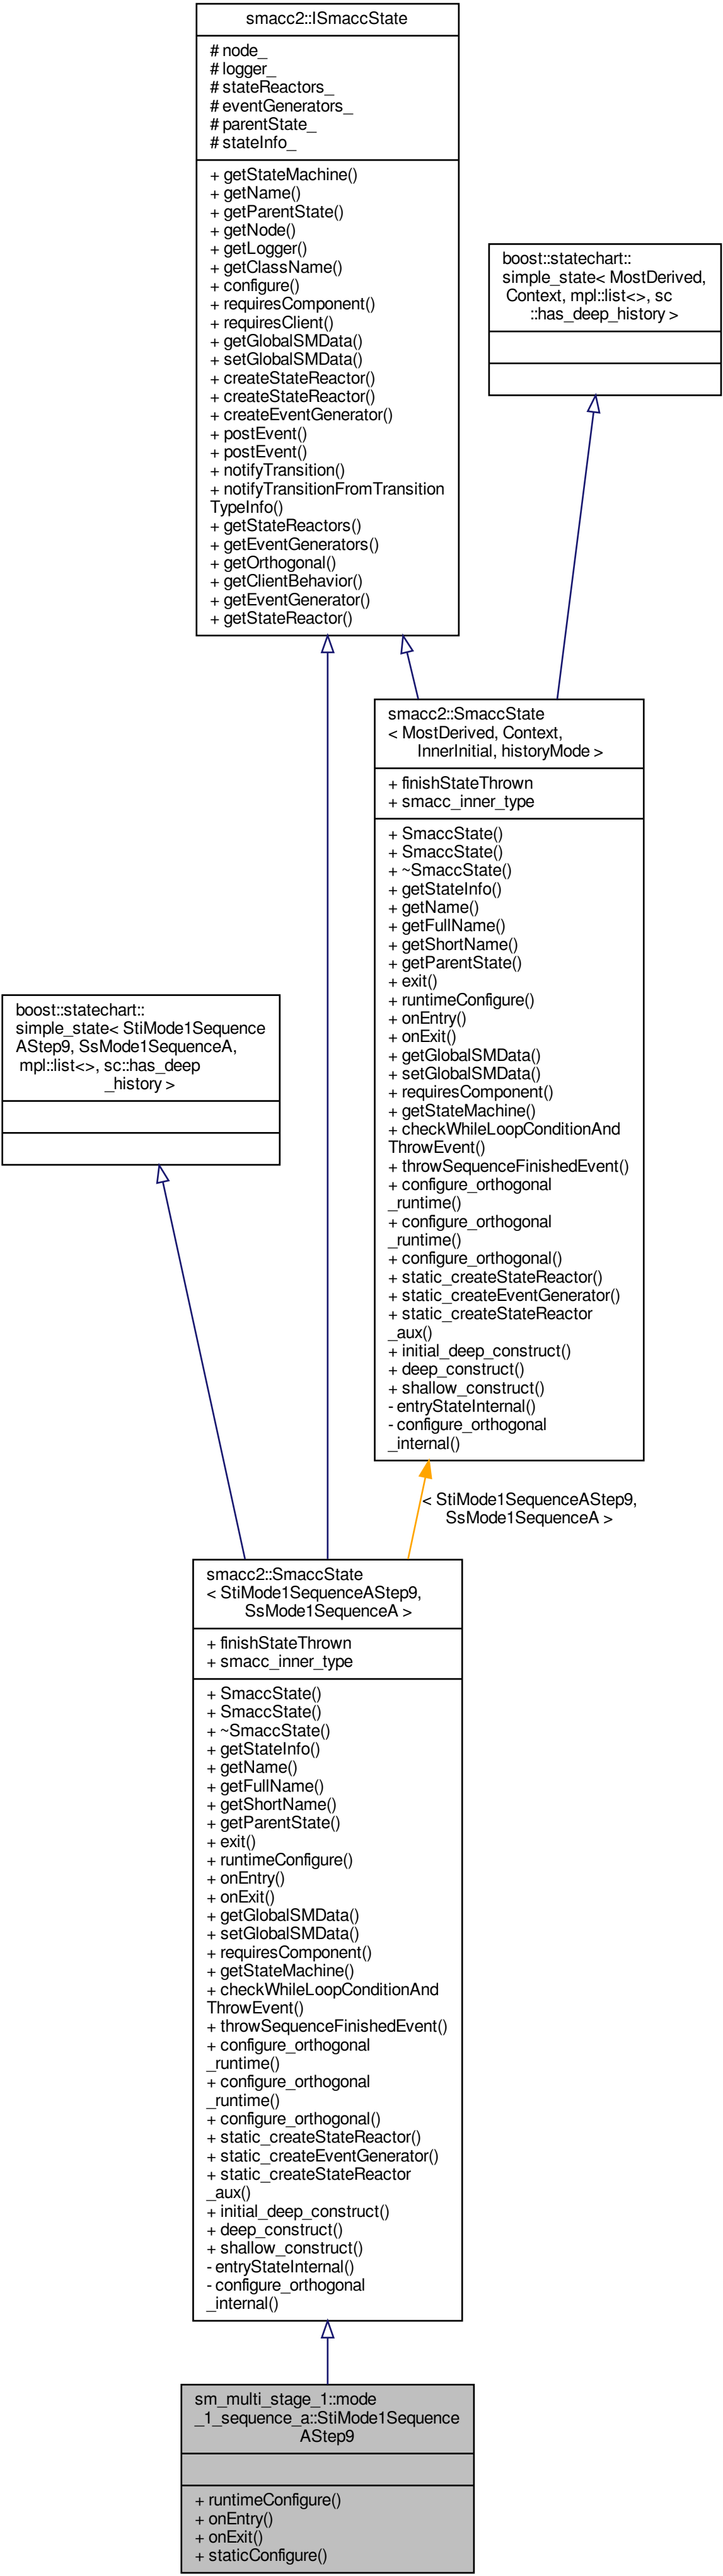 smacc2::ISmaccState
# node_
# logger_
# stateReactors_
# eventGenerators_
# parentState_
# stateInfo_
+ getStateMachine()
+ getName()
+ getParentState()
+ getNode()
+ getLogger()
+ getClassName()
+ configure()
+ requiresComponent()
+ requiresClient()
+ getGlobalSMData()
+ setGlobalSMData()
+ createStateReactor()
+ createStateReactor()
+ createEventGenerator()
+ postEvent()
+ postEvent()
+ notifyTransition()
+ notifyTransitionFromTransition
TypeInfo()
+ getStateReactors()
+ getEventGenerators()
+ getOrthogonal()
+ getClientBehavior()
+ getEventGenerator()
+ getStateReactor()
boost::statechart::
simple_state< MostDerived,
Context, mpl::list<>, sc
::has_deep_history >
smacc2::SmaccState
< MostDerived, Context,
InnerInitial, historyMode >
+ finishStateThrown
+ smacc_inner_type
+ SmaccState()
+ SmaccState()
+ ~SmaccState()
+ getStateInfo()
+ getName()
+ getFullName()
+ getShortName()
+ getParentState()
+ exit()
+ runtimeConfigure()
+ onEntry()
+ onExit()
+ getGlobalSMData()
+ setGlobalSMData()
+ requiresComponent()
+ getStateMachine()
+ checkWhileLoopConditionAnd
ThrowEvent()
+ throwSequenceFinishedEvent()
+ configure_orthogonal
_runtime()
+ configure_orthogonal
_runtime()
+ configure_orthogonal()
+ static_createStateReactor()
+ static_createEventGenerator()
+ static_createStateReactor
_aux()
+ initial_deep_construct()
+ deep_construct()
+ shallow_construct()
- entryStateInternal()
- configure_orthogonal
_internal()
boost::statechart::
simple_state< StiMode1Sequence
AStep9, SsMode1SequenceA,
mpl::list<>, sc::has_deep
_history >
< StiMode1SequenceAStep9,
SsMode1SequenceA >
smacc2::SmaccState
< StiMode1SequenceAStep9,
SsMode1SequenceA >
+ finishStateThrown
+ smacc_inner_type
+ SmaccState()
+ SmaccState()
+ ~SmaccState()
+ getStateInfo()
+ getName()
+ getFullName()
+ getShortName()
+ getParentState()
+ exit()
+ runtimeConfigure()
+ onEntry()
+ onExit()
+ getGlobalSMData()
+ setGlobalSMData()
+ requiresComponent()
+ getStateMachine()
+ checkWhileLoopConditionAnd
ThrowEvent()
+ throwSequenceFinishedEvent()
+ configure_orthogonal
_runtime()
+ configure_orthogonal
_runtime()
+ configure_orthogonal()
+ static_createStateReactor()
+ static_createEventGenerator()
+ static_createStateReactor
_aux()
+ initial_deep_construct()
+ deep_construct()
+ shallow_construct()
- entryStateInternal()
- configure_orthogonal
_internal()
sm_multi_stage_1::mode
_1_sequence_a::StiMode1Sequence
AStep9
+ runtimeConfigure()
+ onEntry()
+ onExit()
+ staticConfigure()